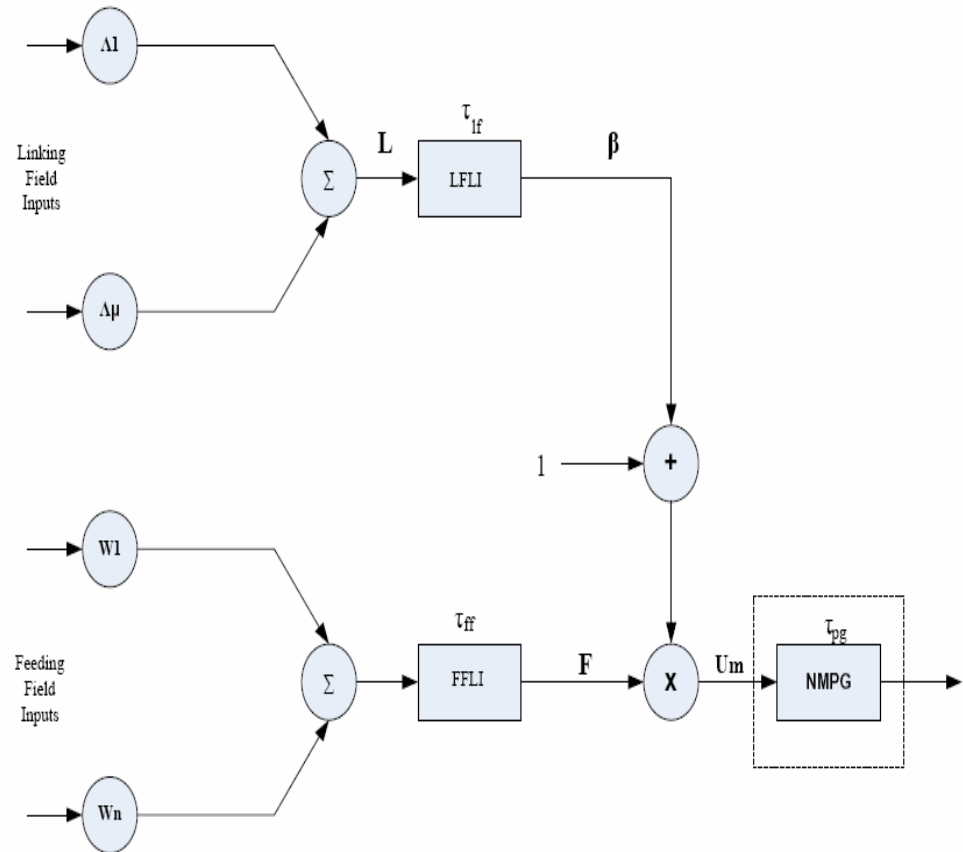 Λ1
Linking
Field
Inputs
Λμ
Σ
L
τlf
LFLI
β
1
+
W1
Feeding
Field
Inputs
Wn
Σ
τff
FFLI
F
X
Um
τpg
NMPG